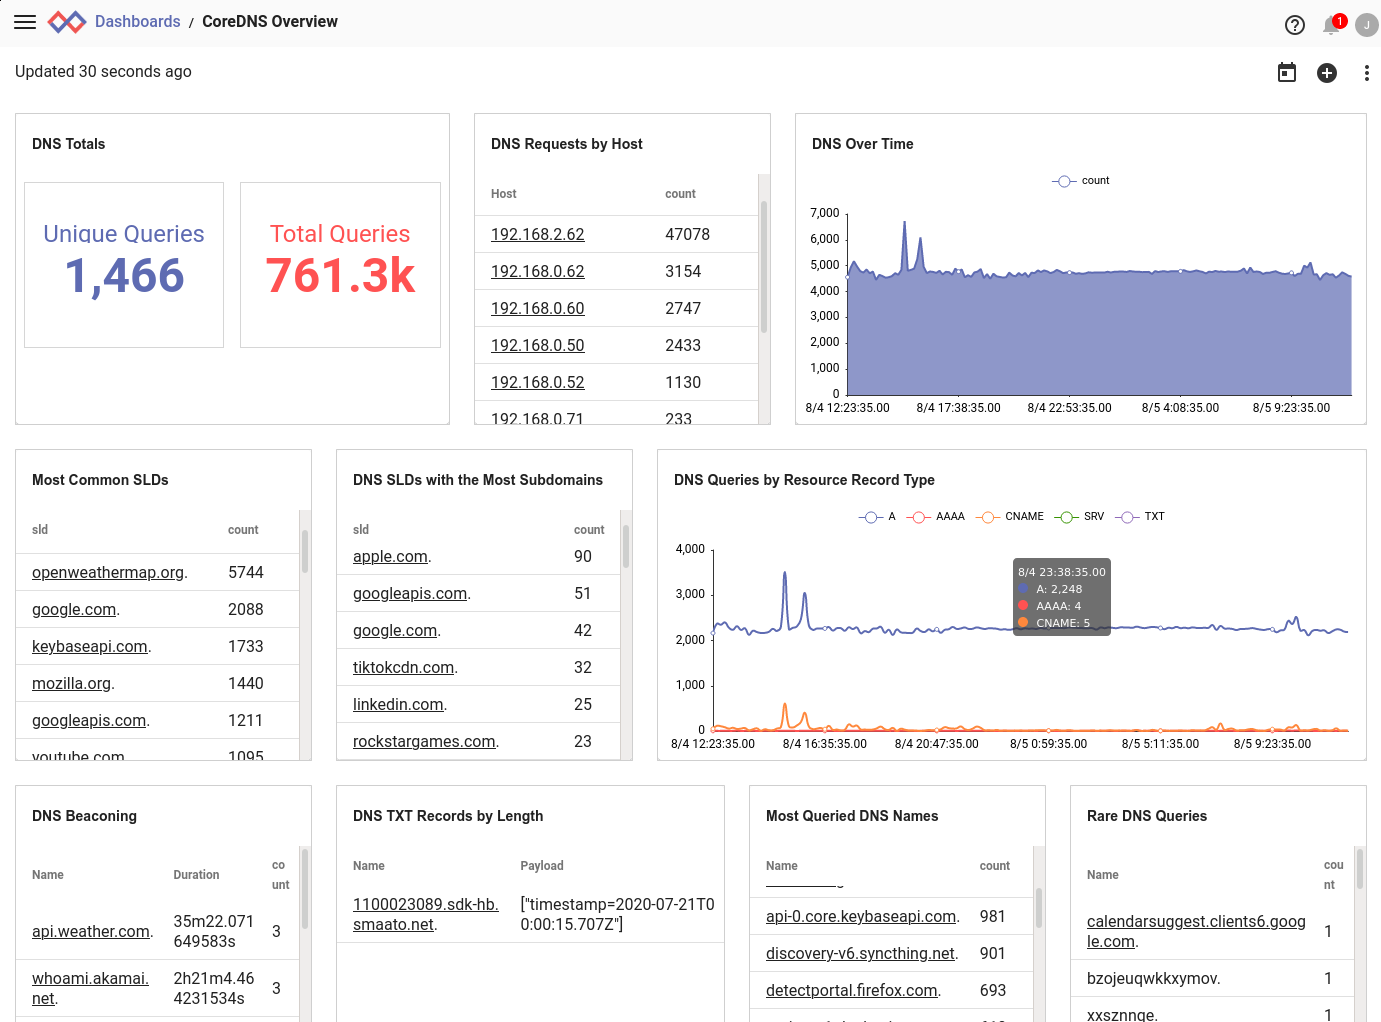 Dashboards / CoreDNS Overview
1
J
Updated 30 seconds ago
DNS Totals
Unique Queries
1,466
Total Queries
761.3k
DNS Requests by Host
Host count
192.168.2.62 47078
192.168.0.62 3154
192.168.0.60 2747
192.168.0.50 2433
192.168.0.52 1130
192.168.0.71 233
DNS Over Time
count
7,000
6,000
5,000
4,000
3,000
2,000
1,000
0
8/4 12:23:35.00 8/4 17:38:35.00 8/4 22:53:35.00 8/5 4:08:35.00 8/5 9:23:35.00
Most Common SLDs
sld count
openweathermap.org. 5744
google.com. 2088
keybaseapi.com. 1733
mozilla.org. 1440
googleapis.com. 1211
youtube.com 1095
DNS SLDs with the Most Subdomains
sld count
apple.com. 90
googleapis.com. 51
google.com. 42
tiktokcdn.com. 32
linkedin.com. 25
rockstargames.com. 23
DNS Queries by Resource Record Type
A AAAA CNAME SRV TXT
4,000
3,000
2,000
1,000
0
8/4 23:38:35.00
A: 2,248
AAAA: 4
CNAME: 5
8/4 12:23:35.00 8/4 16:35:35.00 8/4 20:47:35.00 8/5 0:59:35.00 8/5 5:11:35.00 8/5 9:23:35.00
DNS Beaconing
Name Duration co
unt
api.weather.com. 35m22.071
649583s 3
whoami.akamai.
net. 2h21m4.46
4231534s 3
DNS TXT Records by Length
Name Payload
1100023089.sdk-hb.
smaato.net. ["timestamp=2020-07-21T0
0:00:15.707Z"]
Most Queried DNS Names
Name count
api-0.core.keybaseapi.com. 981
discovery-v6.syncthing.net. 901
detectportal.firefox.com. 693
Rare DNS Queries
Name cou
nt
calendarsuggest.clients6.goog
le.com. 1
bzojeuqwkkxymov. 1
xxsznnge. 1